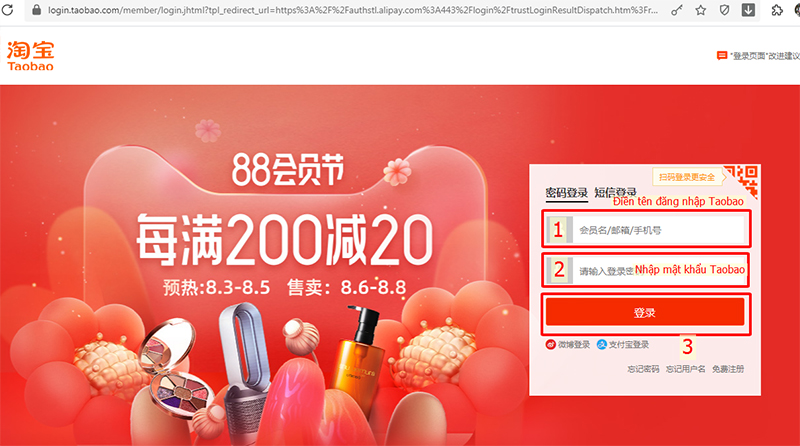 login.taobao.com/member/login.jhtml?tpl_redirect_url=https%3A%2F%2Fauthstl.alipay.com%3A443%2Flogin%2FtrustLoginResultDispatch.htm%3Fr...
淘宝
Taobao
"登录页面"改进建议
88会员节
每满200减20
预热:8.3-8.5 售卖：8.6-8.8
扫码登录更安全
密码登录 短信登录
Điền tên đăng nhập Taobao
1 会员名/邮箱/手机号
2 请输入登录密
Nhập mật khẩu Taobao
登录
微博登录 支付宝登录
3
忘记密码 忘记用户名 免费注册